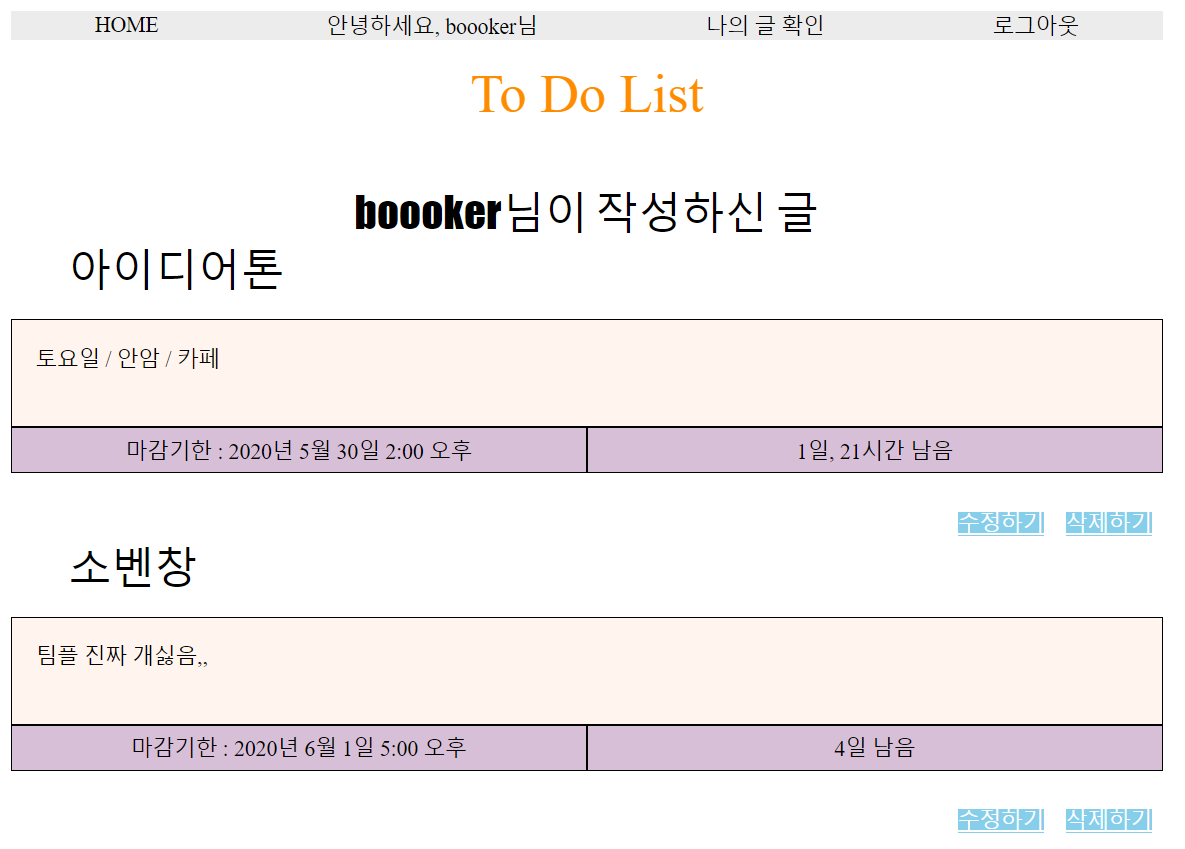 HOME 안녕하세요, boooker님 나의 글 확인 로그아웃
To Do List
boooker님이 작성하신 글
아이디어톤
토요일 / 안암 / 카페
마감기한 : 2020년 5월 30일 2:00 오후 1일, 21시간 남음
수정하기 삭제하기
소벤창
팀플 진짜 개싫음,,
마감기한 : 2020년 6월 1일 5:00 오후 4일 남음
수정하기 삭제하기